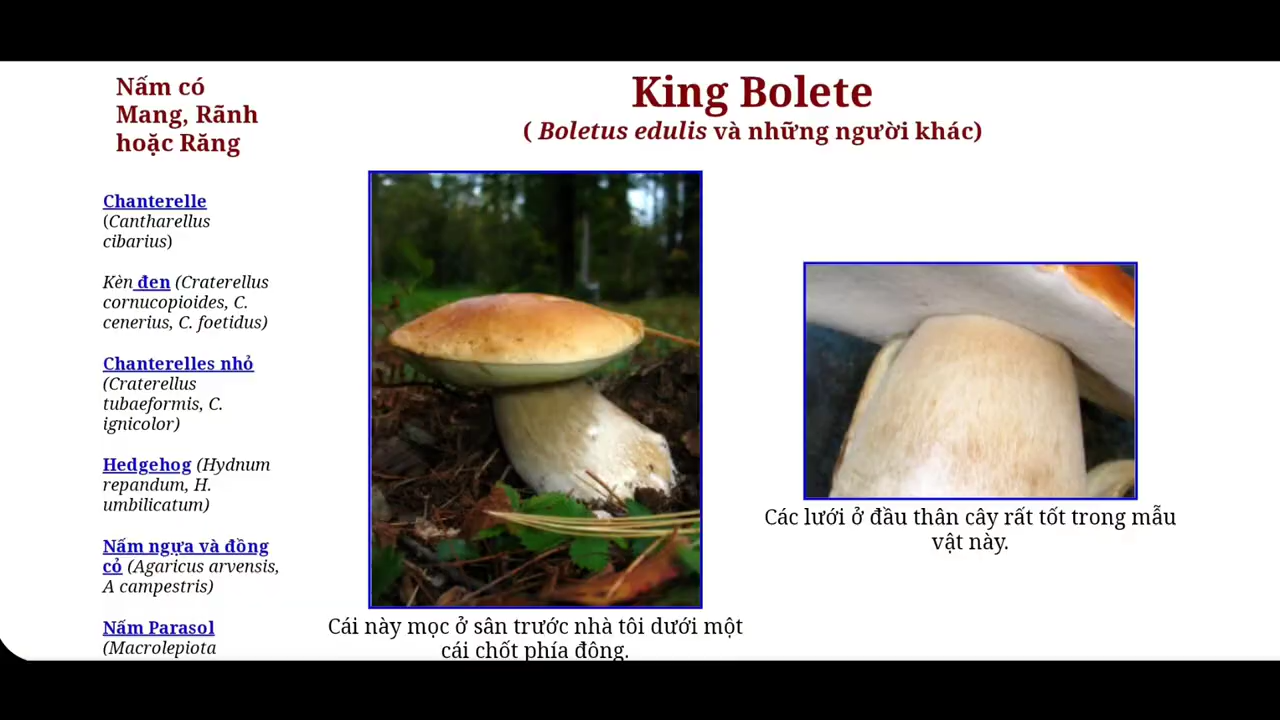 Nấm có
Mang, Rãnh
hoặc Răng
Chanterelle
(Cantharellus
cibarius)
Kèn đen (Craterellus
cornucopioides, C.
cenerius, C. foetidus)
Chanterelles nhỏ
(Craterellus
tubaeformis, C.
ignicolor)
Hedgehog (Hydnum
repandum, H.
umbilicatum)
Nấm ngựa và đồng
cỏ (Agaricus arvensis,
A campestris)
Nấm Parasol
(Macrolepiota
King Bolete
( Boletus edulis và những người khác)
Cái này mọc ở sân trước nhà tôi dưới một
cái chốt phía đông.
Các lưới ở đầu thân cây rất tốt trong mẫu
vật này.